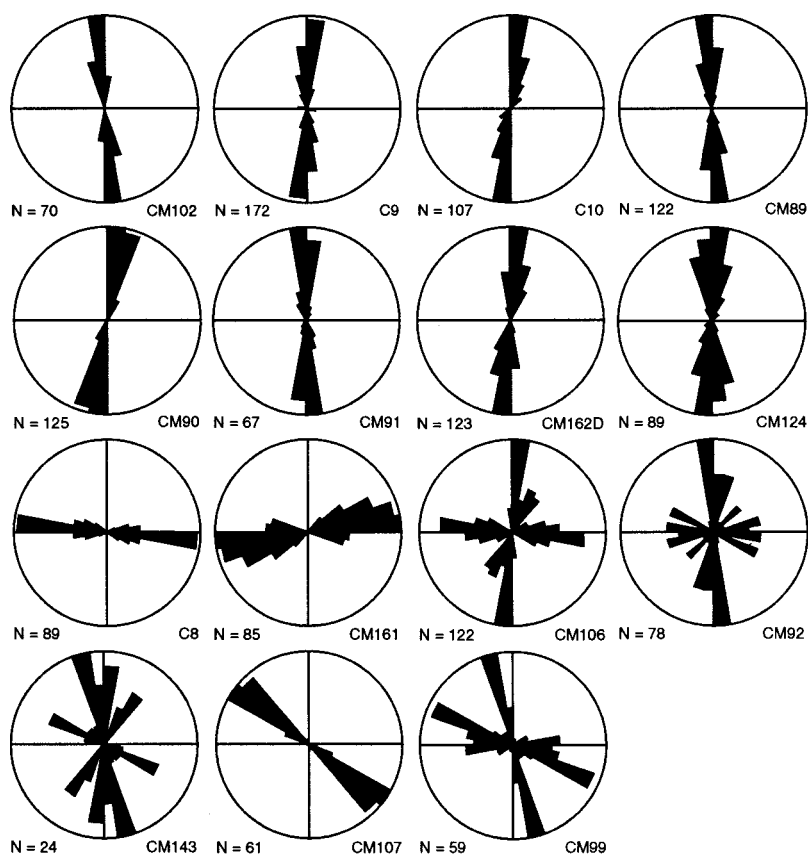 N = 70 CM102
N = 172 C9
N = 107 C10
N = 122 CM89
N = 125 CM90
N = 67 CM91
N = 123 CM162D
N = 89 CM124
N = 89 C8
N = 85 CM161
N = 122 CM106
N = 78 CM92
N = 24 CM143
N = 61 CM107
N = 59 CM99